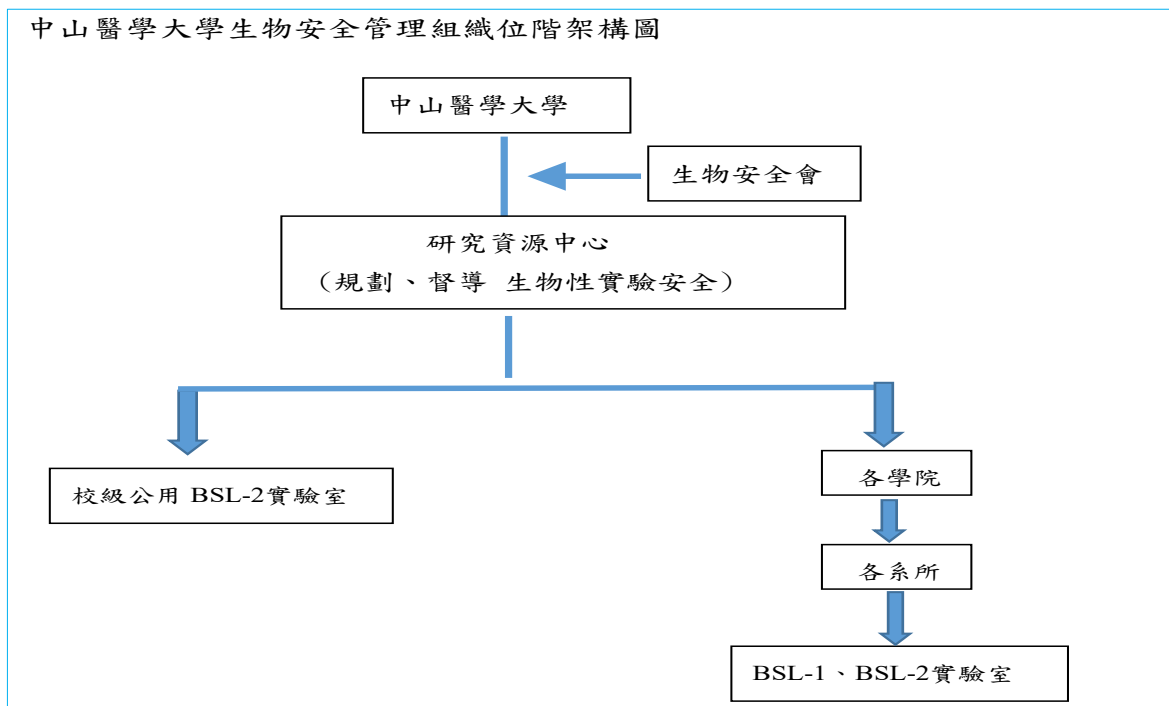 中山醫學大學生物安全管理組織位階架構圖
中山醫學大學
生物安全會
研究資源中心
（規劃、督導 生物性實驗安全）
校級公用 BSL-2實驗室
各學院
各系所
BSL-1、BSL-2實驗室